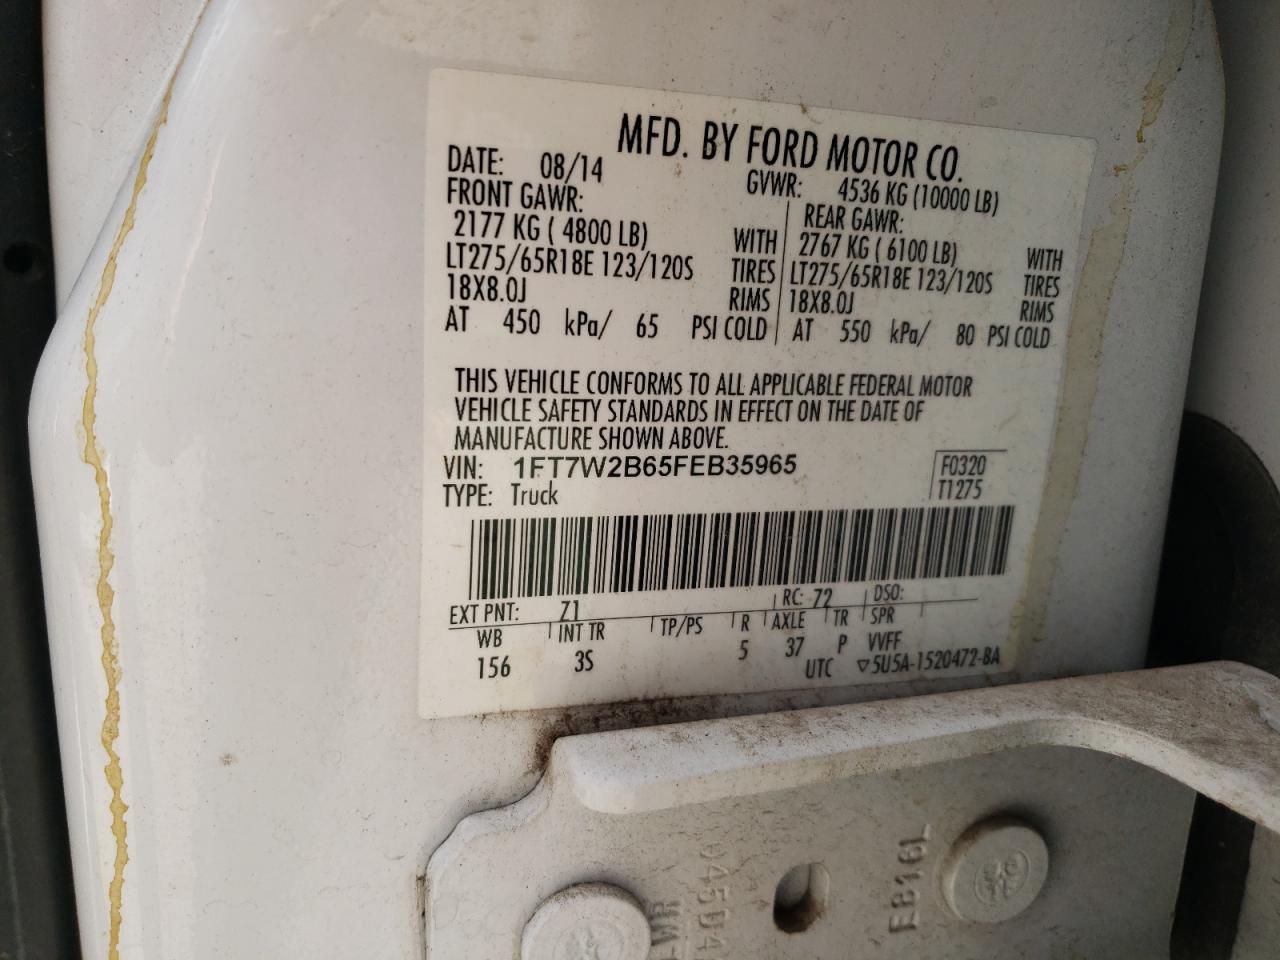 MFD. BY FORD MOTOR CO.
DATE: 08/14 GVWR: 4536 KG (10000 LB)
FRONT GAWR: REAR GAWR:
2177 KG ( 4800 LB) WITH 2767 KG ( 6100 LB) WITH
LT275/65R18E 123/120S TIRES LT275/65R18E 123/120S TIRES
18X8.0J RIMS 18X8.0J RIMS
AT 450 kPa/ 65 PSI COLD AT 550 kPa/ 80 PSI COLD
THIS VEHICLE CONFORMS TO ALL APPLICABLE FEDERAL MOTOR
VEHICLE SAFETY STANDARDS IN EFFECT ON THE DATE OF
MANUFACTURE SHOWN ABOVE.
VIN: 1FT7W2B65FEB35965 F0320
TYPE: Truck T1275
EXT PNT: Z1 RC: 72 DSO:
WB INT TR TP/PS R AXLE TR SPR
156 3S 5 37 P VVFF
UTC ▽5U5A-1520472-BA
EB16L